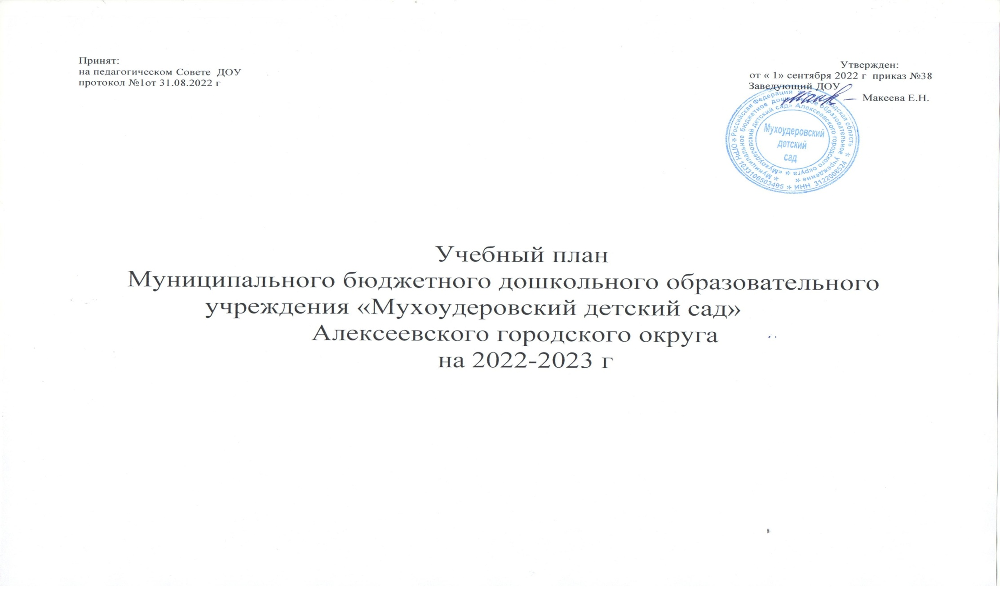 Принят:
на педагогическом Совете ДОУ
протокол №1от 31.08.2022 г
Утвержден:
от « 1» сентября 2022 г приказ №38
Заведующий ДОУ
Макеева Е.Н.
Российская Федерация * область *
ОГРН 1033106503495 * ИНН 3122008524 *
* Муниципальное бюджетное образовательное учреждение *
* «Мухоудеровский детский сад» Алексеевского городского округа
Мухоудеровский
детский
сад
Учебный план
Муниципального бюджетного дошкольного образовательного
учреждения «Мухоудеровский детский сад»
Алексеевского городского округа
на 2022-2023 г